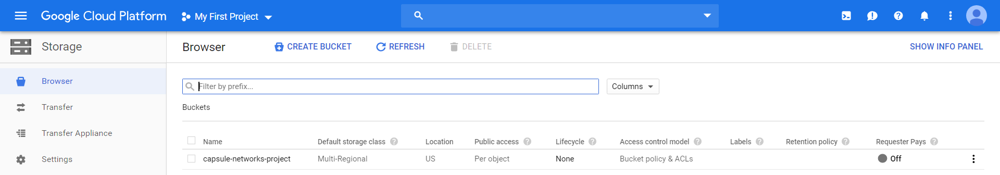 Google Cloud Platform My First Project
Storage
Browser
Transfer
Transfer Appliance
Settings
Browser CREATE BUCKET REFRESH DELETE SHOW INFO PANEL
Filter by prefix... Columns
Buckets
Name Default storage class Location Public access Lifecycle Access control model Labels Retention policy Requester Pays
capsule-networks-project Multi-Regional US Per object None Bucket policy & ACLs Off